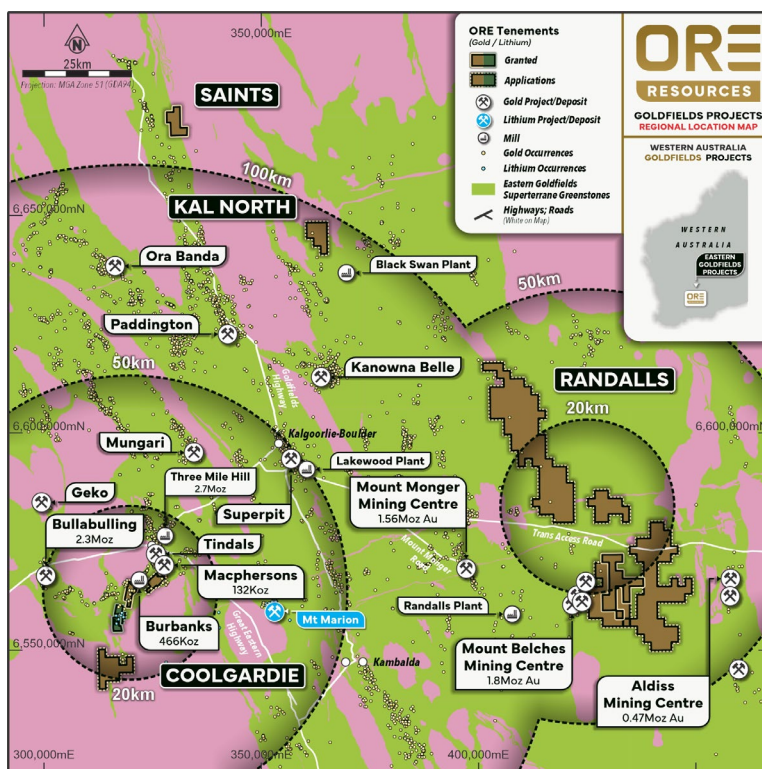 N
25km
Projection: MGA Zone 51 (GDA94)
350,000mE
SAINTS
ORE Tenements
(Gold / Lithium)
Granted
Applications
Gold Project/Deposit
Lithium Project/Deposit
Mill
Gold Occurrences
Lithium Occurrences
Eastern Goldfields
Superterrane Greenstones
Highways; Roads
(White on Map)
ORE
RESOURCES
GOLDFIELDS PROJECTS
REGIONAL LOCATION MAP
WESTERN AUSTRALIA
GOLDFIELDS PROJECTS
WESTERN
AUSTRALIA
EASTERN
GOLDFIELDS
PROJECTS
ORE
100km
KAL NORTH
6,650,000mN
Ora Banda
Black Swan Plant
50km
Paddington
50km
Kanowna Belle
Goldfields
Highway
RANDALLS
20km
6,600,000mN
6,600,000mN
Kalgoorlie-Boulder
Mungari
Lakewood Plant
Three Mile Hill
2.7Moz
Mount Monger
Mining Centre
1.56Moz Au
Geko
Superpit
Bullabulling
2.3Moz
Tindals
Trans Access Road
Mount Monger
Road
Macphersons
132Koz
Randalls Plant
Burbanks
466Koz
Great Eastern
Highway
Mt Marion
6,550,000mN
Mount Belches
Mining Centre
1.8Moz Au
Kambalda
COOLGARDIE
20km
Aldiss
Mining Centre
0.47Moz Au
300,000mE
350,000mE
400,000mE